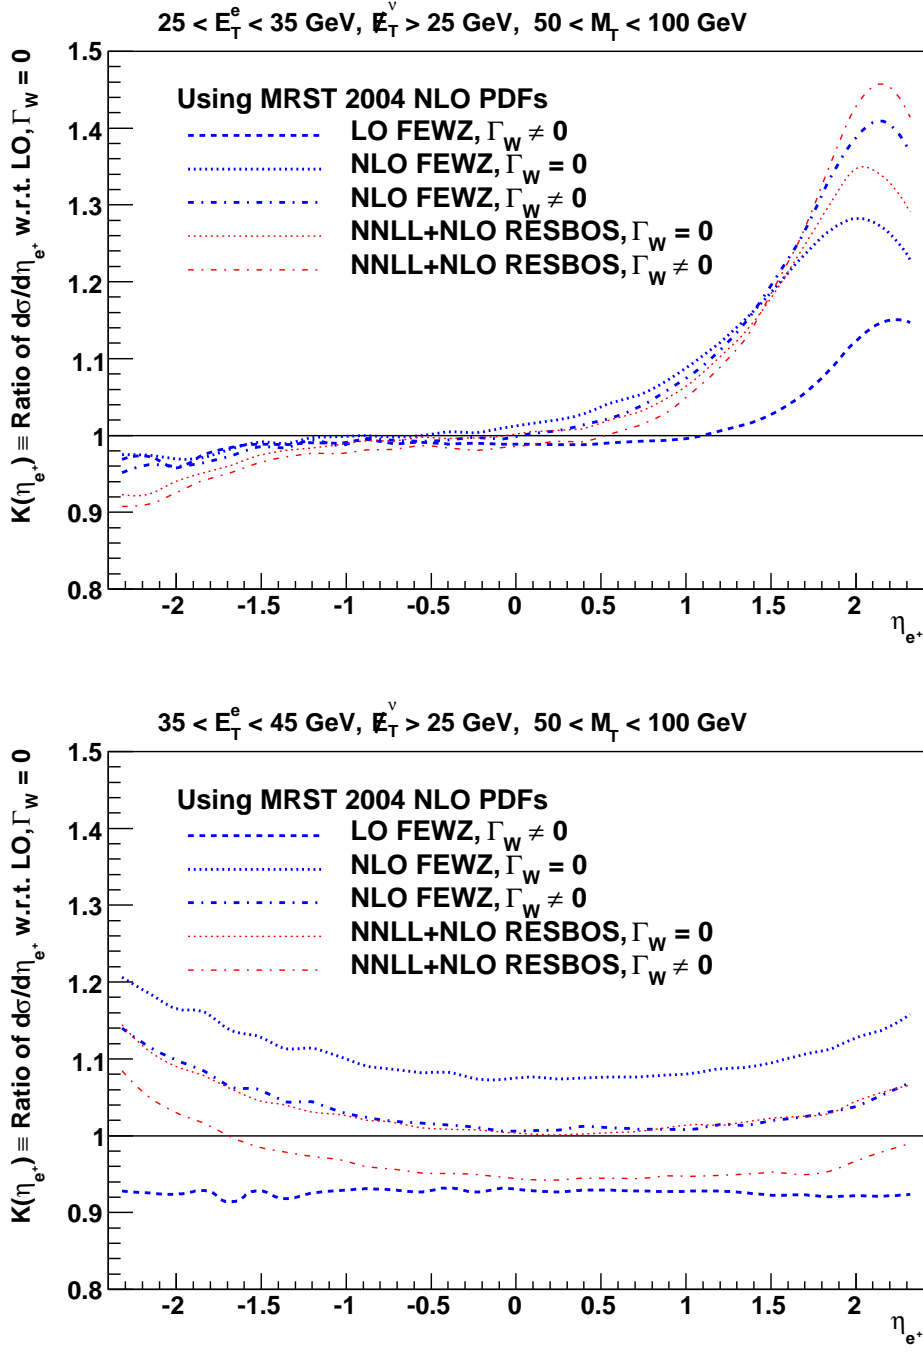 25 < E_T^e < 35 GeV, E̸_T^ν > 25 GeV, 50 < M_T < 100 GeV
K(η_e⁺) ≡ Ratio of dσ/dη_e⁺ w.r.t. LO, Γ_W = 0
1.5
1.4
1.3
1.2
1.1
1
0.9
0.8
Using MRST 2004 NLO PDFs
LO FEWZ, Γ_W ≠ 0
NLO FEWZ, Γ_W = 0
NLO FEWZ, Γ_W ≠ 0
NNLL+NLO RESBOS, Γ_W = 0
NNLL+NLO RESBOS, Γ_W ≠ 0
-2 -1.5 -1 -0.5 0 0.5 1 1.5 2
η_e⁺
35 < E_T^e < 45 GeV, E̸_T^ν > 25 GeV, 50 < M_T < 100 GeV
K(η_e⁺) ≡ Ratio of dσ/dη_e⁺ w.r.t. LO, Γ_W = 0
1.5
1.4
1.3
1.2
1.1
1
0.9
0.8
Using MRST 2004 NLO PDFs
LO FEWZ, Γ_W ≠ 0
NLO FEWZ, Γ_W = 0
NLO FEWZ, Γ_W ≠ 0
NNLL+NLO RESBOS, Γ_W = 0
NNLL+NLO RESBOS, Γ_W ≠ 0
-2 -1.5 -1 -0.5 0 0.5 1 1.5 2
η_e⁺